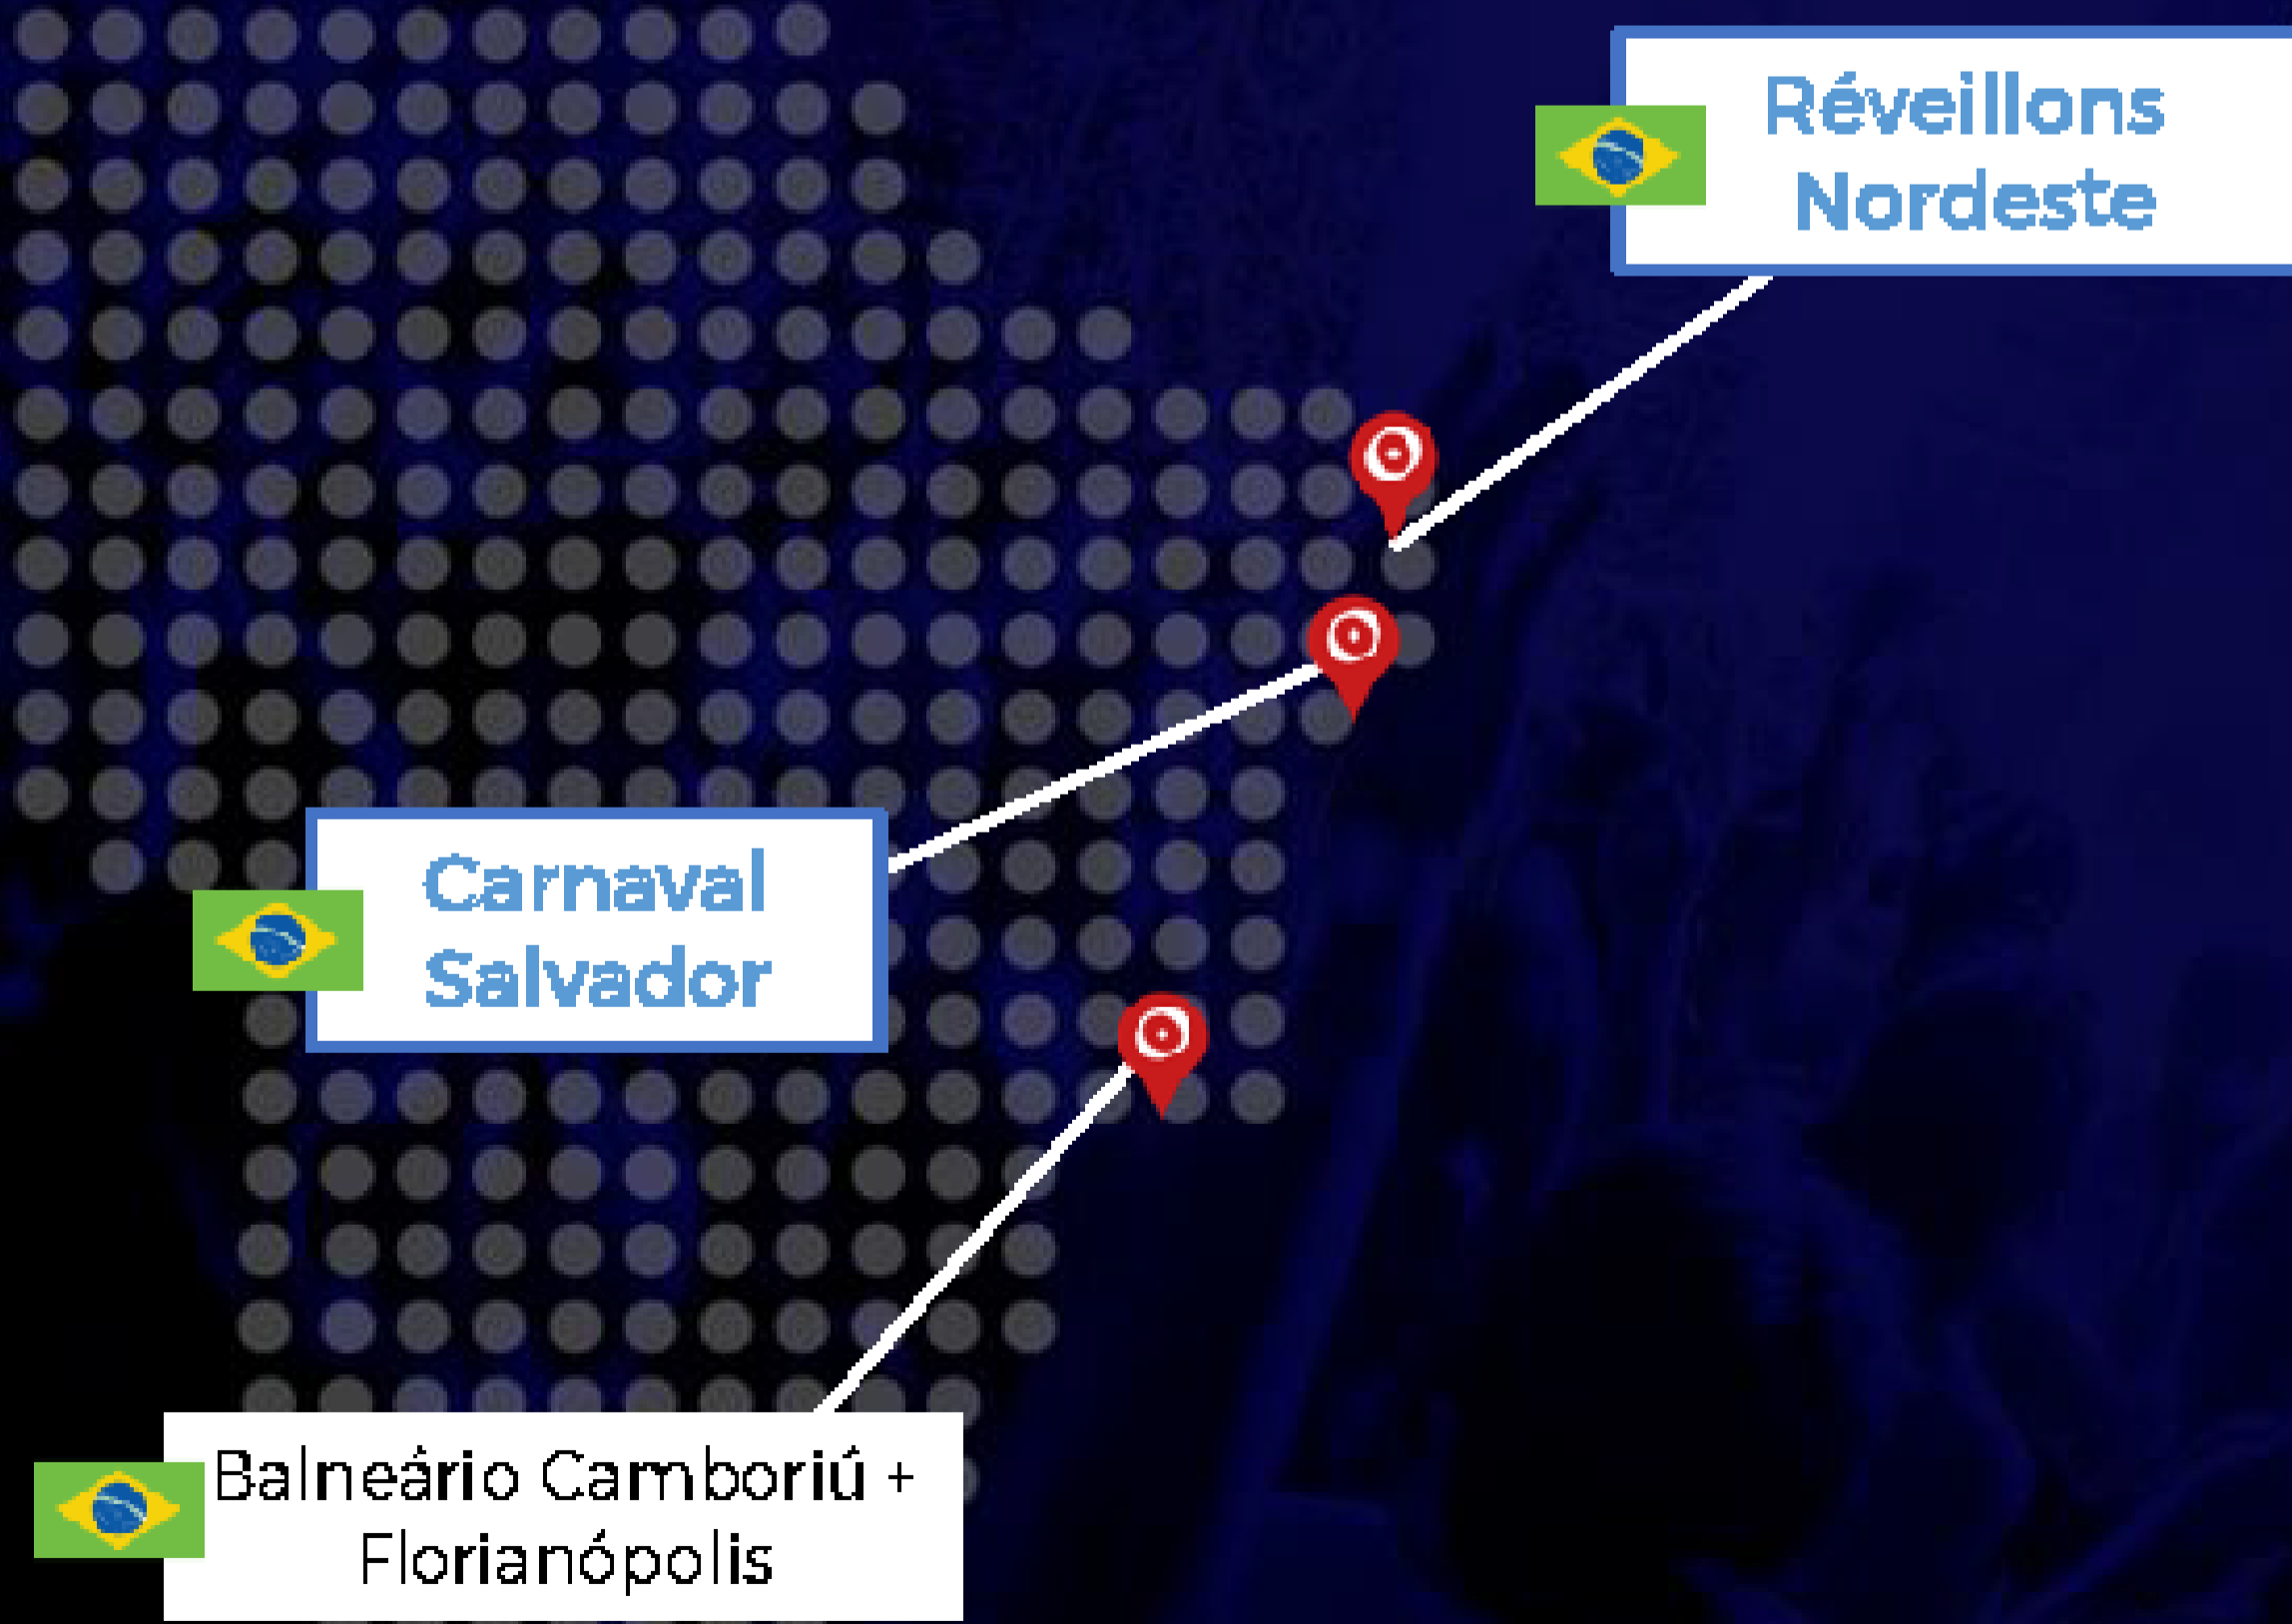 Réveillons
Nordeste
Carnaval
Salvador
Balneário Camboriú +
Florianópolis